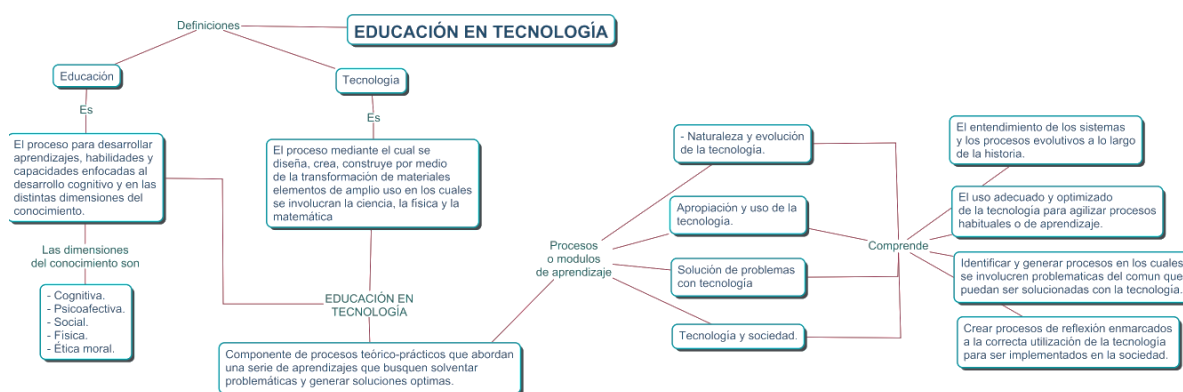 Definiciones
EDUCACIÓN EN TECNOLOGÍA
Educación
Tecnología
Es
Es
El proceso para desarrollar
aprendizajes, habilidades y
capacidades enfocadas al
desarrollo cognitivo y en las
distintas dimensiones del
conocimiento.
El proceso mediante el cual se
diseña, crea, construye por medio
de la transformación de materiales
elementos de amplio uso en los cuales
se involucran la ciencia, la física y la
matemática
Las dimensiones
del conocimiento son
- Cognitiva.
- Psicoafectiva.
- Social.
- Física.
- Ética moral.
EDUCACIÓN EN
TECNOLOGÍA
Componente de procesos teórico-prácticos que abordan
una serie de aprendizajes que busquen solventar
problemáticas y generar soluciones optimas.
Procesos
o modulos
de aprendizaje
- Naturaleza y evolución
de la tecnología.
Apropiación y uso de la
tecnología.
Solución de problemas
con tecnología
Tecnología y sociedad.
Comprende
El entendimiento de los sistemas
y los procesos evolutivos a lo largo
de la historia.
El uso adecuado y optimizado
de la tecnología para agilizar procesos
habituales o de aprendizaje.
Identificar y generar procesos en los cuales
se involucren problematicas del comun que
puedan ser solucionadas con la tecnología.
Crear procesos de reflexión enmarcados
a la correcta utilización de la tecnología
para ser implementados en la sociedad.